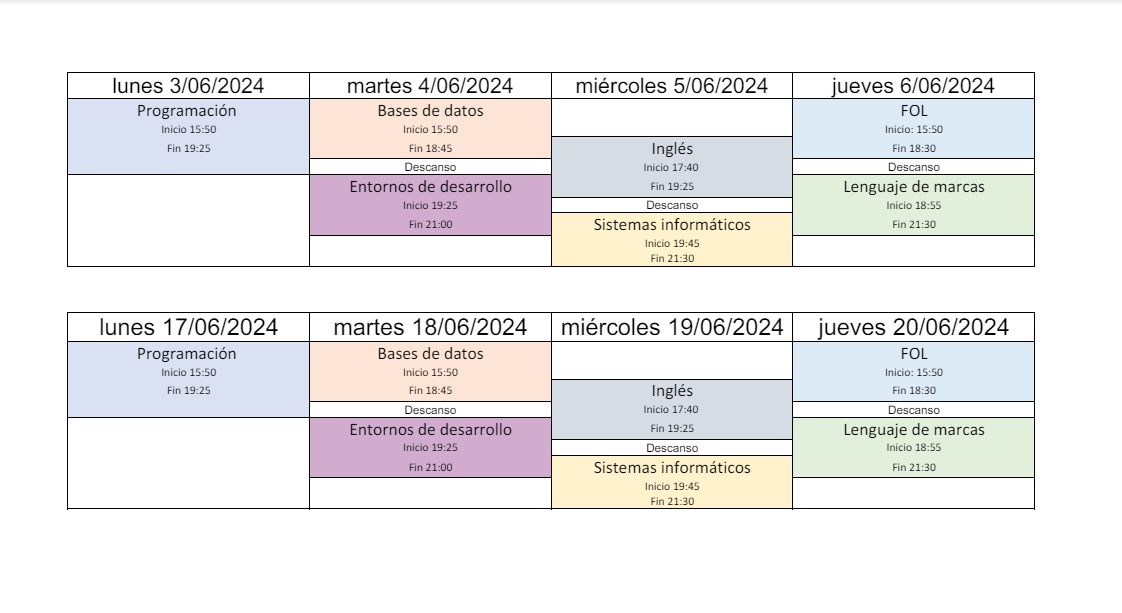 lunes 3/06/2024
martes 4/06/2024
miércoles 5/06/2024
jueves 6/06/2024
Programación
Inicio 15:50
Fin 19:25
Bases de datos
Inicio 15:50
Fin 18:45
Descanso
Entornos de desarrollo
Inicio 19:25
Fin 21:00
Inglés
Inicio 17:40
Fin 19:25
Descanso
Sistemas informáticos
Inicio 19:45
Fin 21:30
FOL
Inicio: 15:50
Fin 18:30
Descanso
Lenguaje de marcas
Inicio 18:55
Fin 21:30
lunes 17/06/2024
martes 18/06/2024
miércoles 19/06/2024
jueves 20/06/2024
Programación
Inicio 15:50
Fin 19:25
Bases de datos
Inicio 15:50
Fin 18:45
Descanso
Entornos de desarrollo
Inicio 19:25
Fin 21:00
Inglés
Inicio 17:40
Fin 19:25
Descanso
Sistemas informáticos
Inicio 19:45
Fin 21:30
FOL
Inicio: 15:50
Fin 18:30
Descanso
Lenguaje de marcas
Inicio 18:55
Fin 21:30